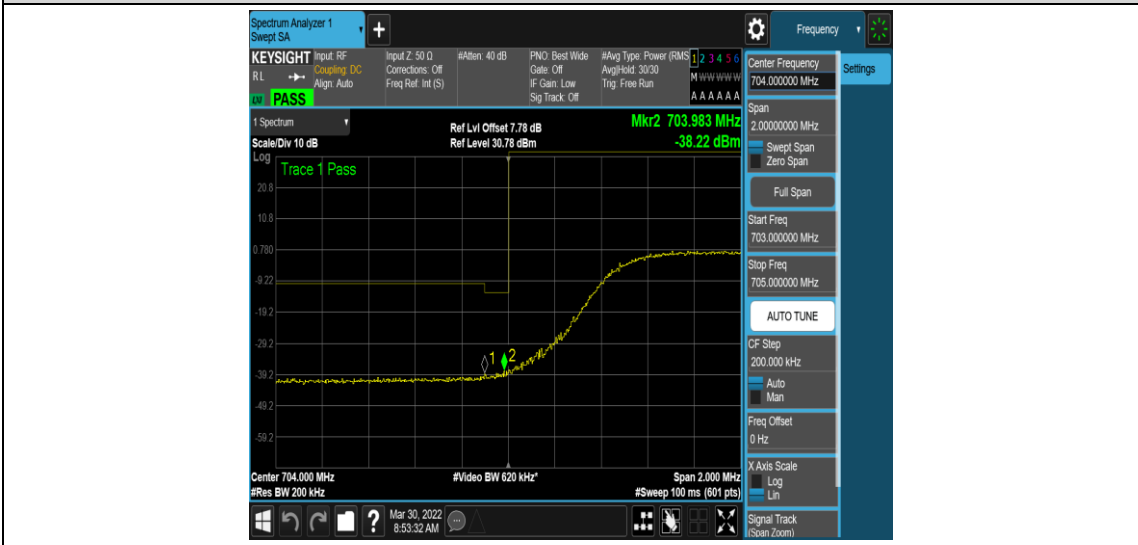 Spectrum Analyzer 1
Swept SA
+
Frequency
KEYSIGHT
RL
LXI
PASS
Input: RF
Coupling: DC
Align: Auto
Input Z: 50 Ω
Corrections: Off
Freq Ref: Int (S)
#Atten: 40 dB
PNO: Best Wide
Gate: Off
IF Gain: Low
Sig Track: Off
#Avg Type: Power (RMS
Avg|Hold: 30/30
Trig: Free Run
1 2 3 4 5 6
M W W W W W
A A A A A A
1 Spectrum
Scale/Div 10 dB
Ref Lvl Offset 7.78 dB
Ref Level 30.78 dBm
Mkr2 703.983 MHz
-38.22 dBm
Log
Trace 1 Pass
20.8
10.8
0.780
-9.22
-19.2
-29.2
-39.2
-49.2
-59.2
1
2
Center 704.000 MHz
#Res BW 200 kHz
#Video BW 620 kHz*
Span 2.000 MHz
#Sweep 100 ms (601 pts)
?
Mar 30, 2022
8:53:32 AM
Center Frequency
704.000000 MHz
Settings
Span
2.00000000 MHz
Swept Span
Zero Span
Full Span
Start Freq
703.000000 MHz
Stop Freq
705.000000 MHz
AUTO TUNE
CF Step
200.000 kHz
Auto
Man
Freq Offset
0 Hz
X Axis Scale
Log
Lin
Signal Track
(Span Zoom)